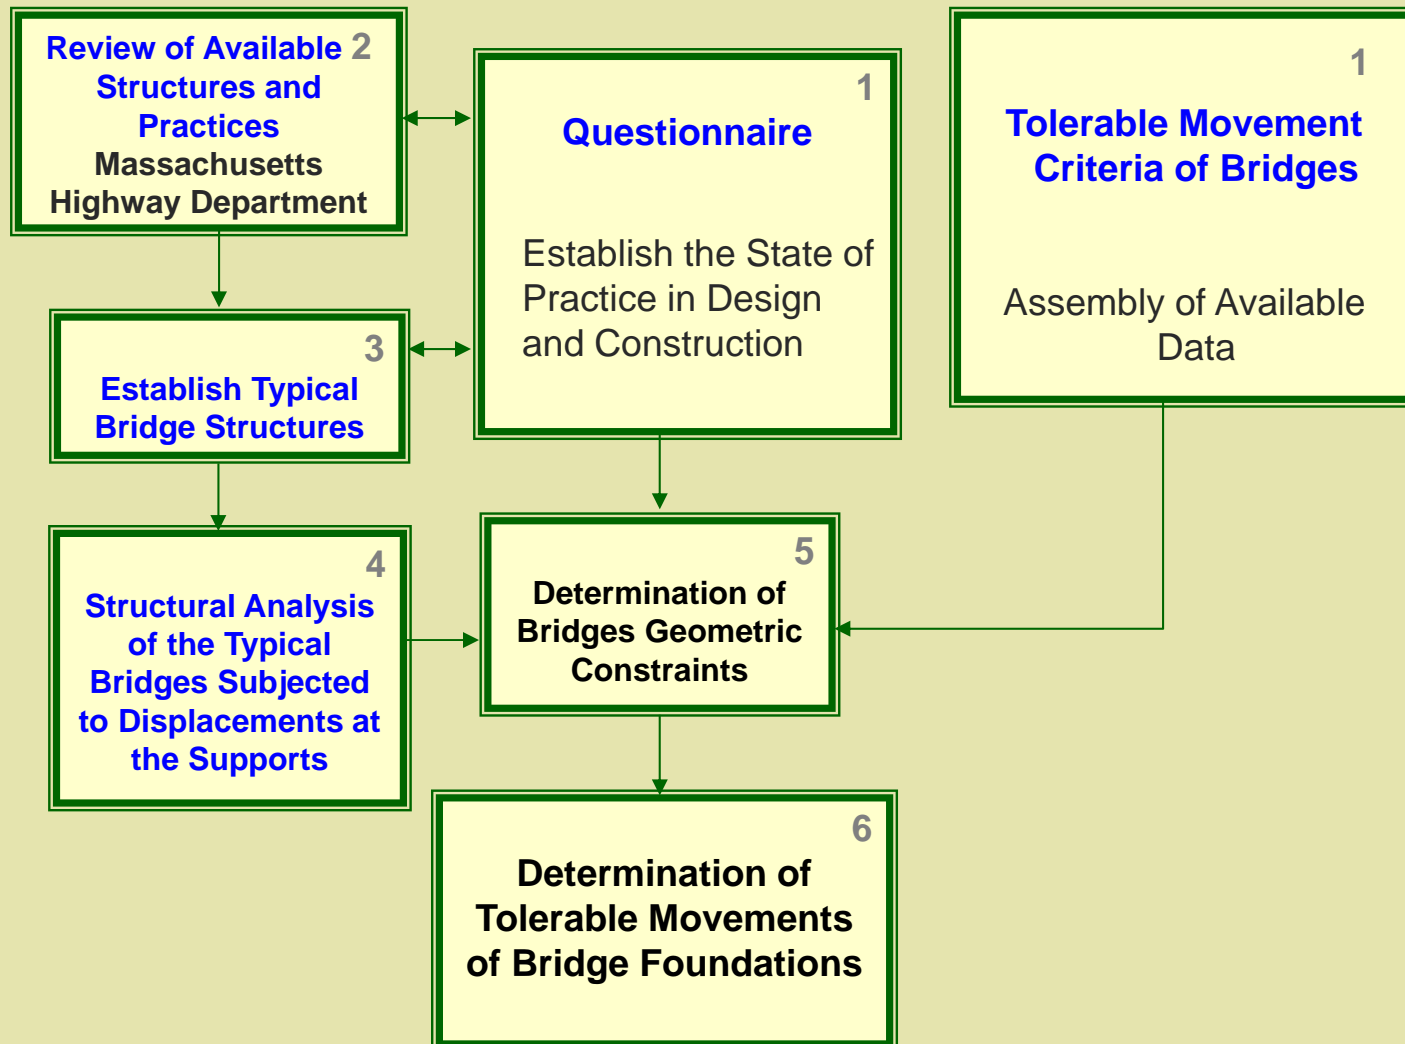 Review of Available 2
Structures and
Practices
Massachusetts
Highway Department
1
Questionnaire
Establish the State of
Practice in Design
and Construction
1
Tolerable Movement
Criteria of Bridges
Assembly of Available
Data
3
Establish Typical
Bridge Structures
4
Structural Analysis
of the Typical
Bridges Subjected
to Displacements at
the Supports
5
Determination of
Bridges Geometric
Constraints
6
Determination of
Tolerable Movements
of Bridge Foundations